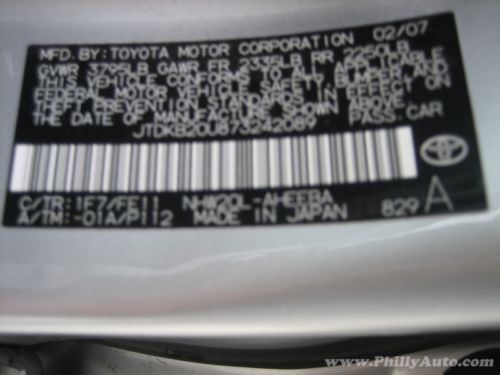 MFD. BY: TOYOTA MOTOR CORPORATION 02/07
GVWR 3795LB GAWR FR 2335LB RR 2250LB
THIS VEHICLE CONFORMS TO ALL APPLICABLE
FEDERAL MOTOR VEHICLE SAFETY, BUMPER, AND
THEFT PREVENTION STANDARDS IN EFFECT ON
THE DATE OF MANUFACTURE SHOWN ABOVE.
JTDKB20U873242089 PASS. CAR
C/TR: 1F7/FE11 NHW20L-AHEEBA
A/TM: -01A/P112 MADE IN JAPAN 829 A
www.PhillyAuto.com